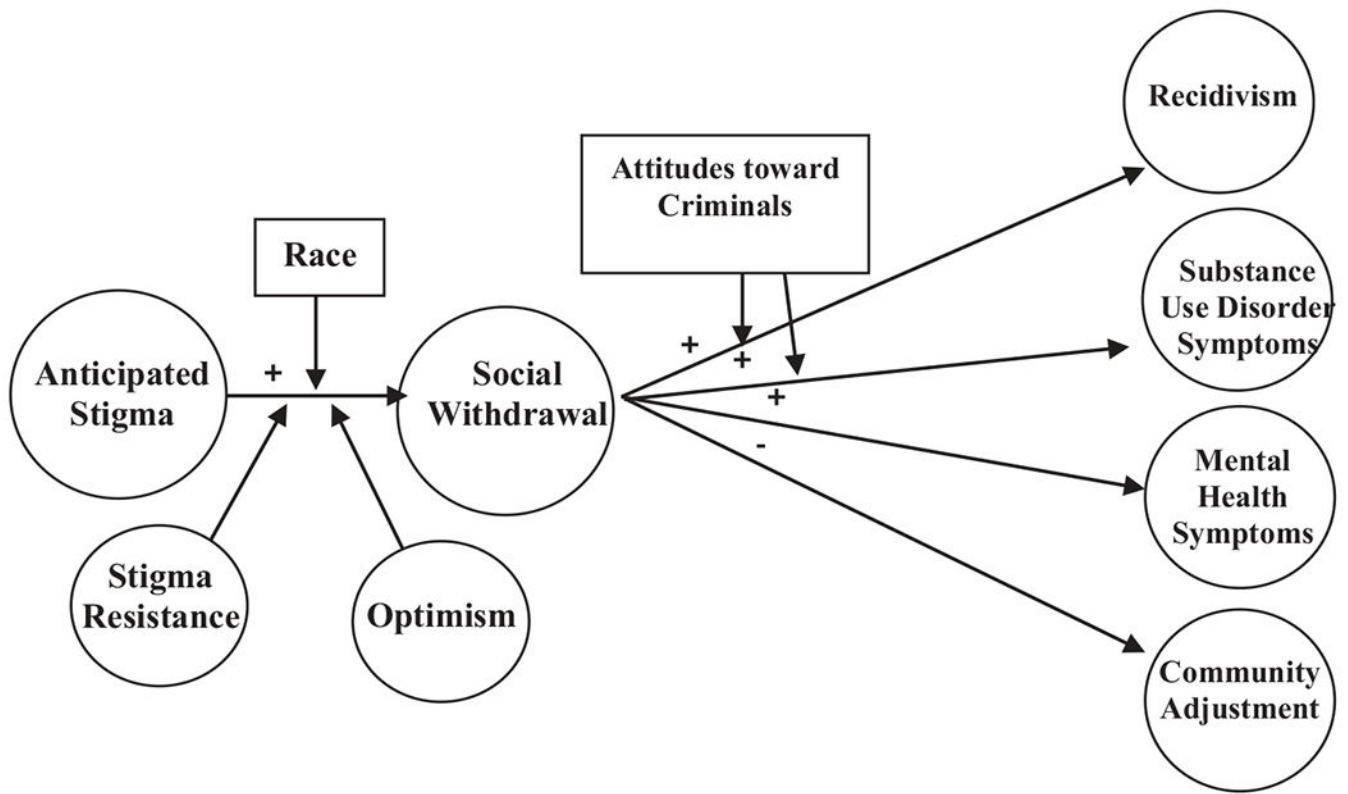 Recidivism
Attitudes toward
Criminals
Race
Substance
Use Disorder
Symptoms
+
+
+
Anticipated
Stigma
Social
Withdrawal
+
-
Mental
Health
Symptoms
Stigma
Resistance
Optimism
Community
Adjustment